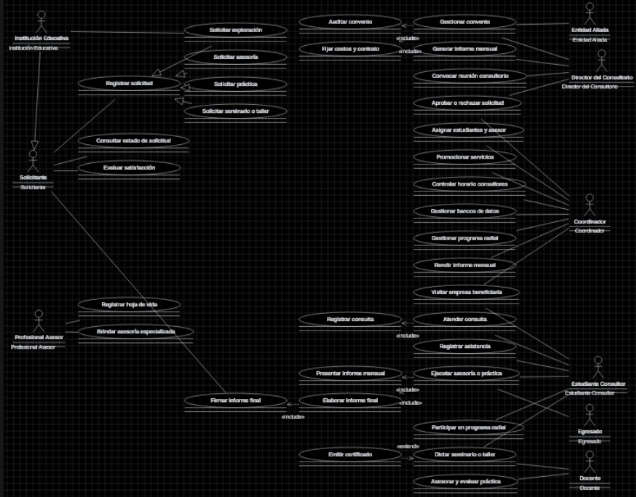 Institución Educativa
Institución Educativa
Solicitar exploración
Auditar convenio
«include»
Gestionar convenio
Entidad Aliada
Entidad Aliada
Fijar costos y contrato
«include»
Generar informe mensual
Solicitar asesoría
Director del Consultorio
Director del Consultorio
Registrar solicitud
Solicitar práctica
Convocar reunión consultorio
Solicitar seminario o taller
Aprobar o rechazar solicitud
Asignar estudiantes y asesor
Consultar estado de solicitud
Promocionar servicios
Evaluar satisfacción
Solicitante
Solicitante
Controlar horario consultores
Gestionar bancos de datos
Coordinador
Coordinador
Gestionar programa radial
Rendir informe mensual
Visitar empresa beneficiaria
Registrar hoja de vida
Registrar consulta
Atender consulta
Brindar asesoría especializada
«include»
Profesional Asesor
Profesional Asesor
Registrar asistencia
Presentar informe mensual
Ejecutar asesoría o práctica
Estudiante Consultor
Estudiante Consultor
«include»
Firmar informe final
Elaborar informe final
«include»
«include»
Participar en programa radial
Egresado
Egresado
«extend»
Emitir certificado
Dictar seminario o taller
Asesorar y evaluar práctica
Docente
Docente